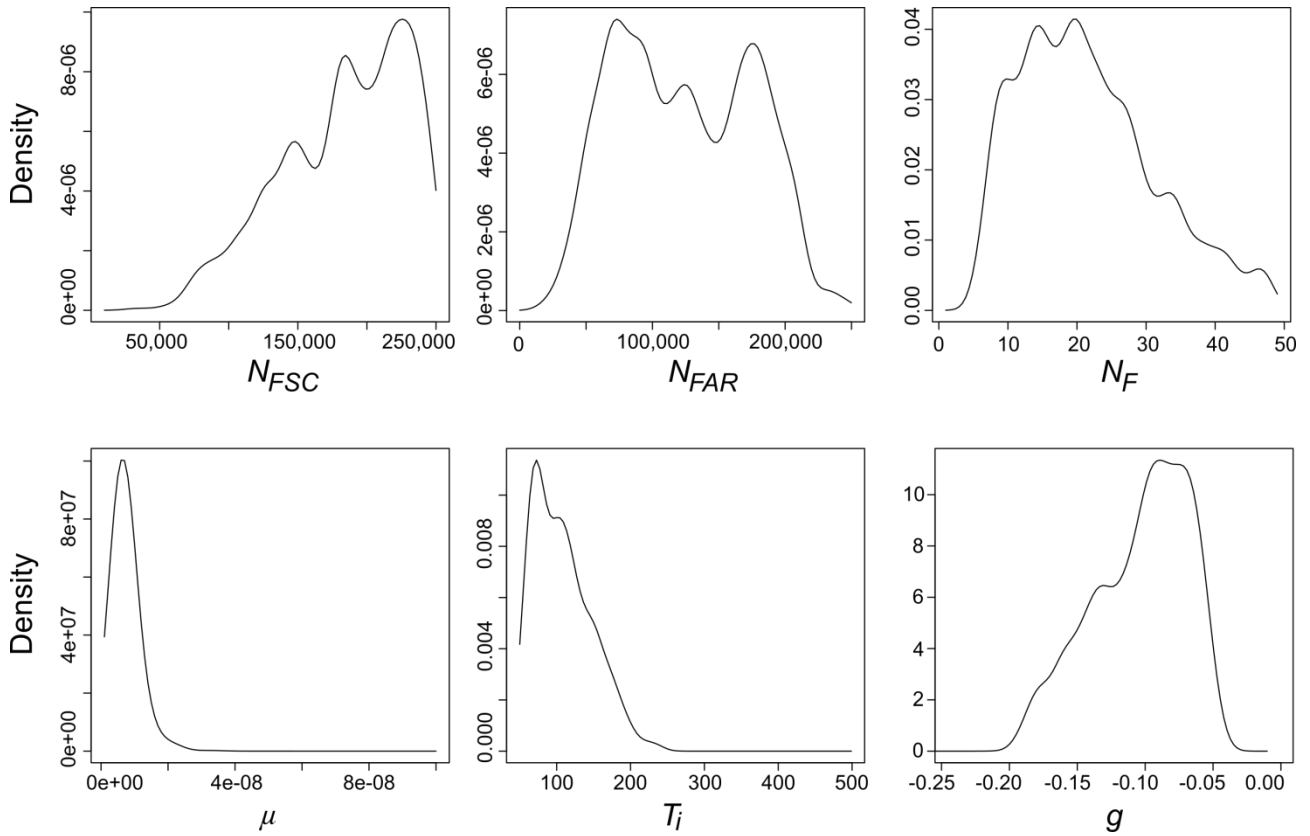 Density
8e-06
4e-06
0e+00
50,000
150,000
250,000
N_FSC
6e-06
4e-06
2e-06
0e+00
0
100,000
200,000
N_FAR
0.04
0.03
0.02
0.01
0.00
0
10
20
30
40
50
N_F
Density
8e+07
4e+07
0e+00
0e+00
4e-08
8e-08
μ
0.008
0.004
0.000
100
200
300
400
500
T_i
10
8
6
4
2
0
-0.25
-0.20
-0.15
-0.10
-0.05
0.00
g